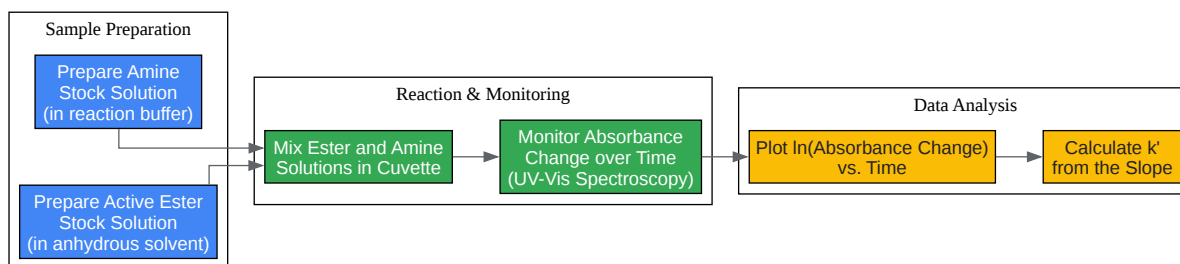 Sample Preparation
Prepare Amine
Stock Solution
(in reaction buffer)
Prepare Active Ester
Stock Solution
(in anhydrous solvent)
Reaction & Monitoring
Mix Ester and Amine
Solutions in Cuvette
Monitor Absorbance
Change over Time
(UV-Vis Spectroscopy)
Data Analysis
Plot ln(Absorbance Change)
vs. Time
Calculate k'
from the Slope